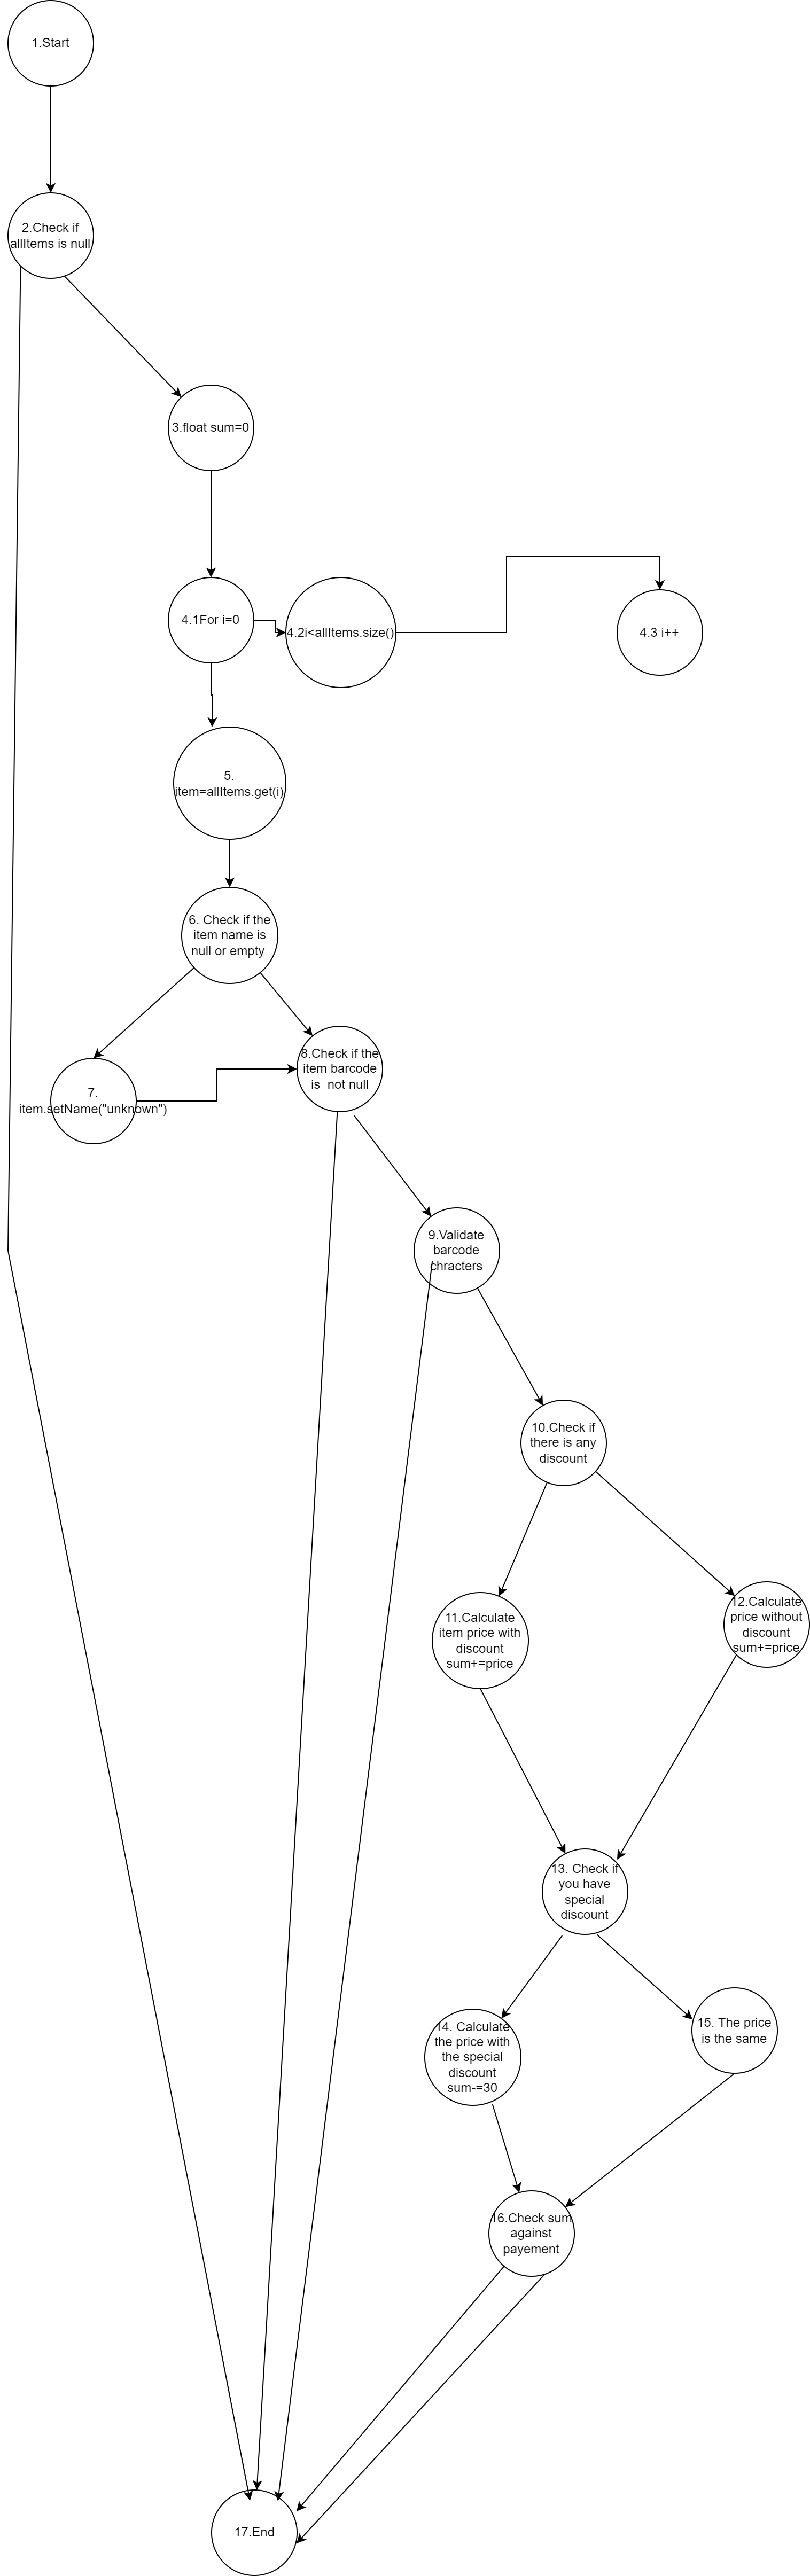 1.Start
2.Check if
allItems is null
3.float sum=0
4.1For i=0
4.2i<allItems.size()
4.3 i++
5.
item=allItems.get(i)
6. Check if the
item name is
null or empty
7.
item.setName("unknown")
8.Check if the
item barcode
is  not null
9.Validate
barcode
chracters
10.Check if
there is any
discount
11.Calculate
item price with
discount
sum+=price
12.Calculate
price without
discount
sum+=price
13. Check if
you have
special
discount
14. Calculate
the price with
the special
discount
sum-=30
15. The price
is the same
16.Check sum
against
payement
17.End